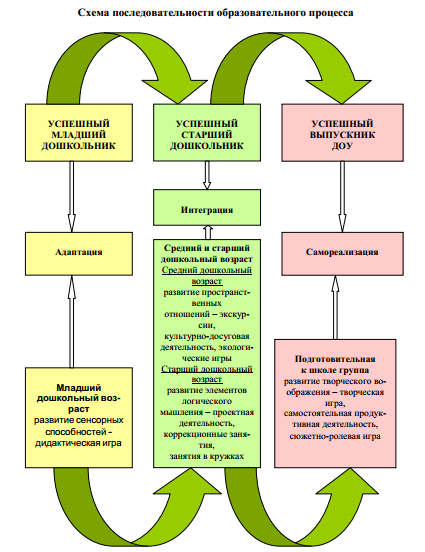 Схема последовательности образовательного процесса
УСПЕШНЫЙ
МЛАДШИЙ
ДОШКОЛЬНИК
УСПЕШНЫЙ
СТАРШИЙ
ДОШКОЛЬНИК
УСПЕШНЫЙ
ВЫПУСКНИК
ДОУ
Интеграция
Адаптация
Самореализация
Средний и старший
дошкольный возраст
Средний дошкольный
возраст
развитие пространст-
венных
отношений – экскур-
сии,
культурно-досуговая
деятельность, экологи-
ческие игры
Старший дошкольный
возраст
развитие элементов
логического
мышления – проектная
деятельность,
коррекционные заня-
тия,
занятия в кружках
Младший
дошкольный воз-
раст
развитие сенсорных
способностей -
дидактическая игра
Подготовительная
к школе группа
развитие творческого во-
ображения – творческая
игра,
самостоятельная продук-
тивная деятельность,
сюжетно-ролевая игра